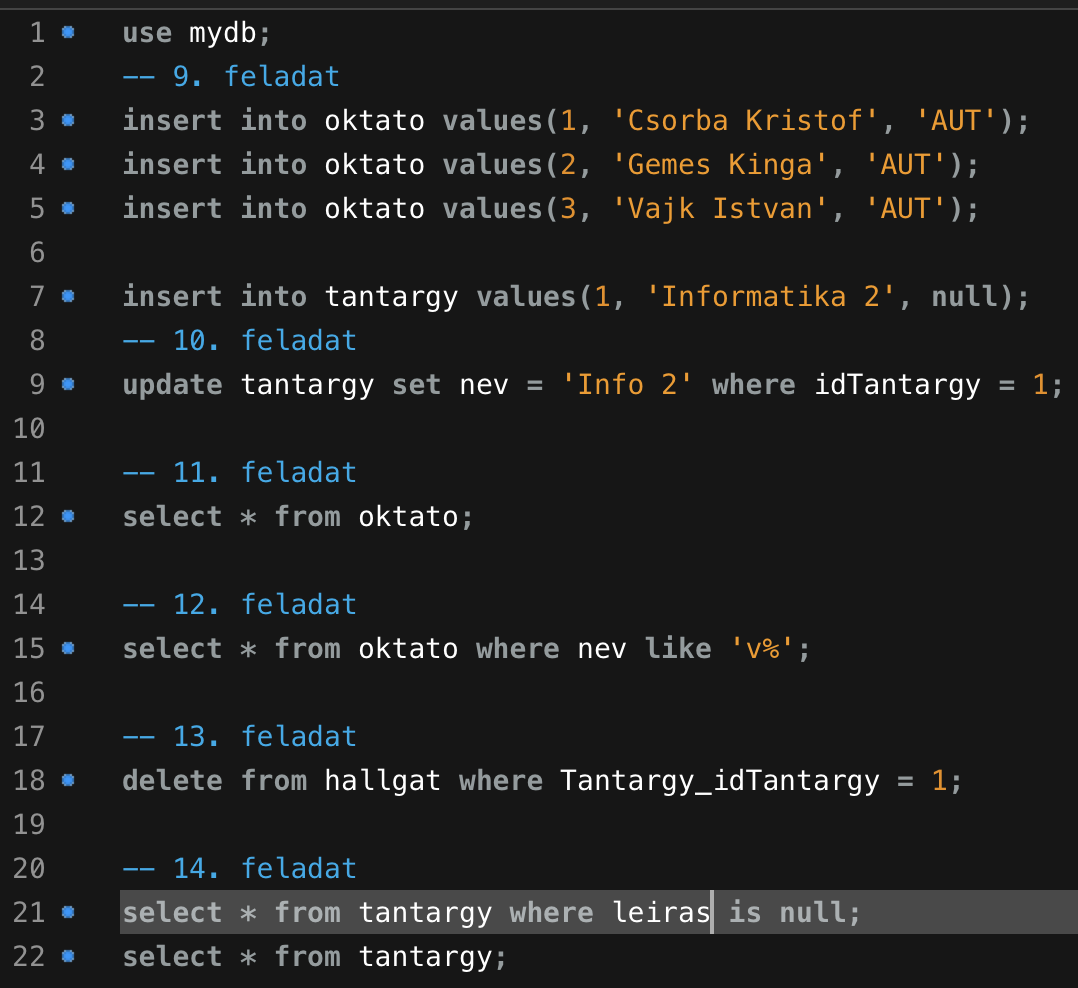 1 use mydb;
2 -- 9. feladat
3 insert into oktato values(1, 'Csorba Kristof', 'AUT');
4 insert into oktato values(2, 'Gemes Kinga', 'AUT');
5 insert into oktato values(3, 'Vajk Istvan', 'AUT');
6
7 insert into tantargy values(1, 'Informatika 2', null);
8 -- 10. feladat
9 update tantargy set nev = 'Info 2' where idTantargy = 1;
10
11 -- 11. feladat
12 select * from oktato;
13
14 -- 12. feladat
15 select * from oktato where nev like 'v%';
16
17 -- 13. feladat
18 delete from hallgat where Tantargy_idTantargy = 1;
19
20 -- 14. feladat
21 select * from tantargy where leiras is null;
22 select * from tantargy;